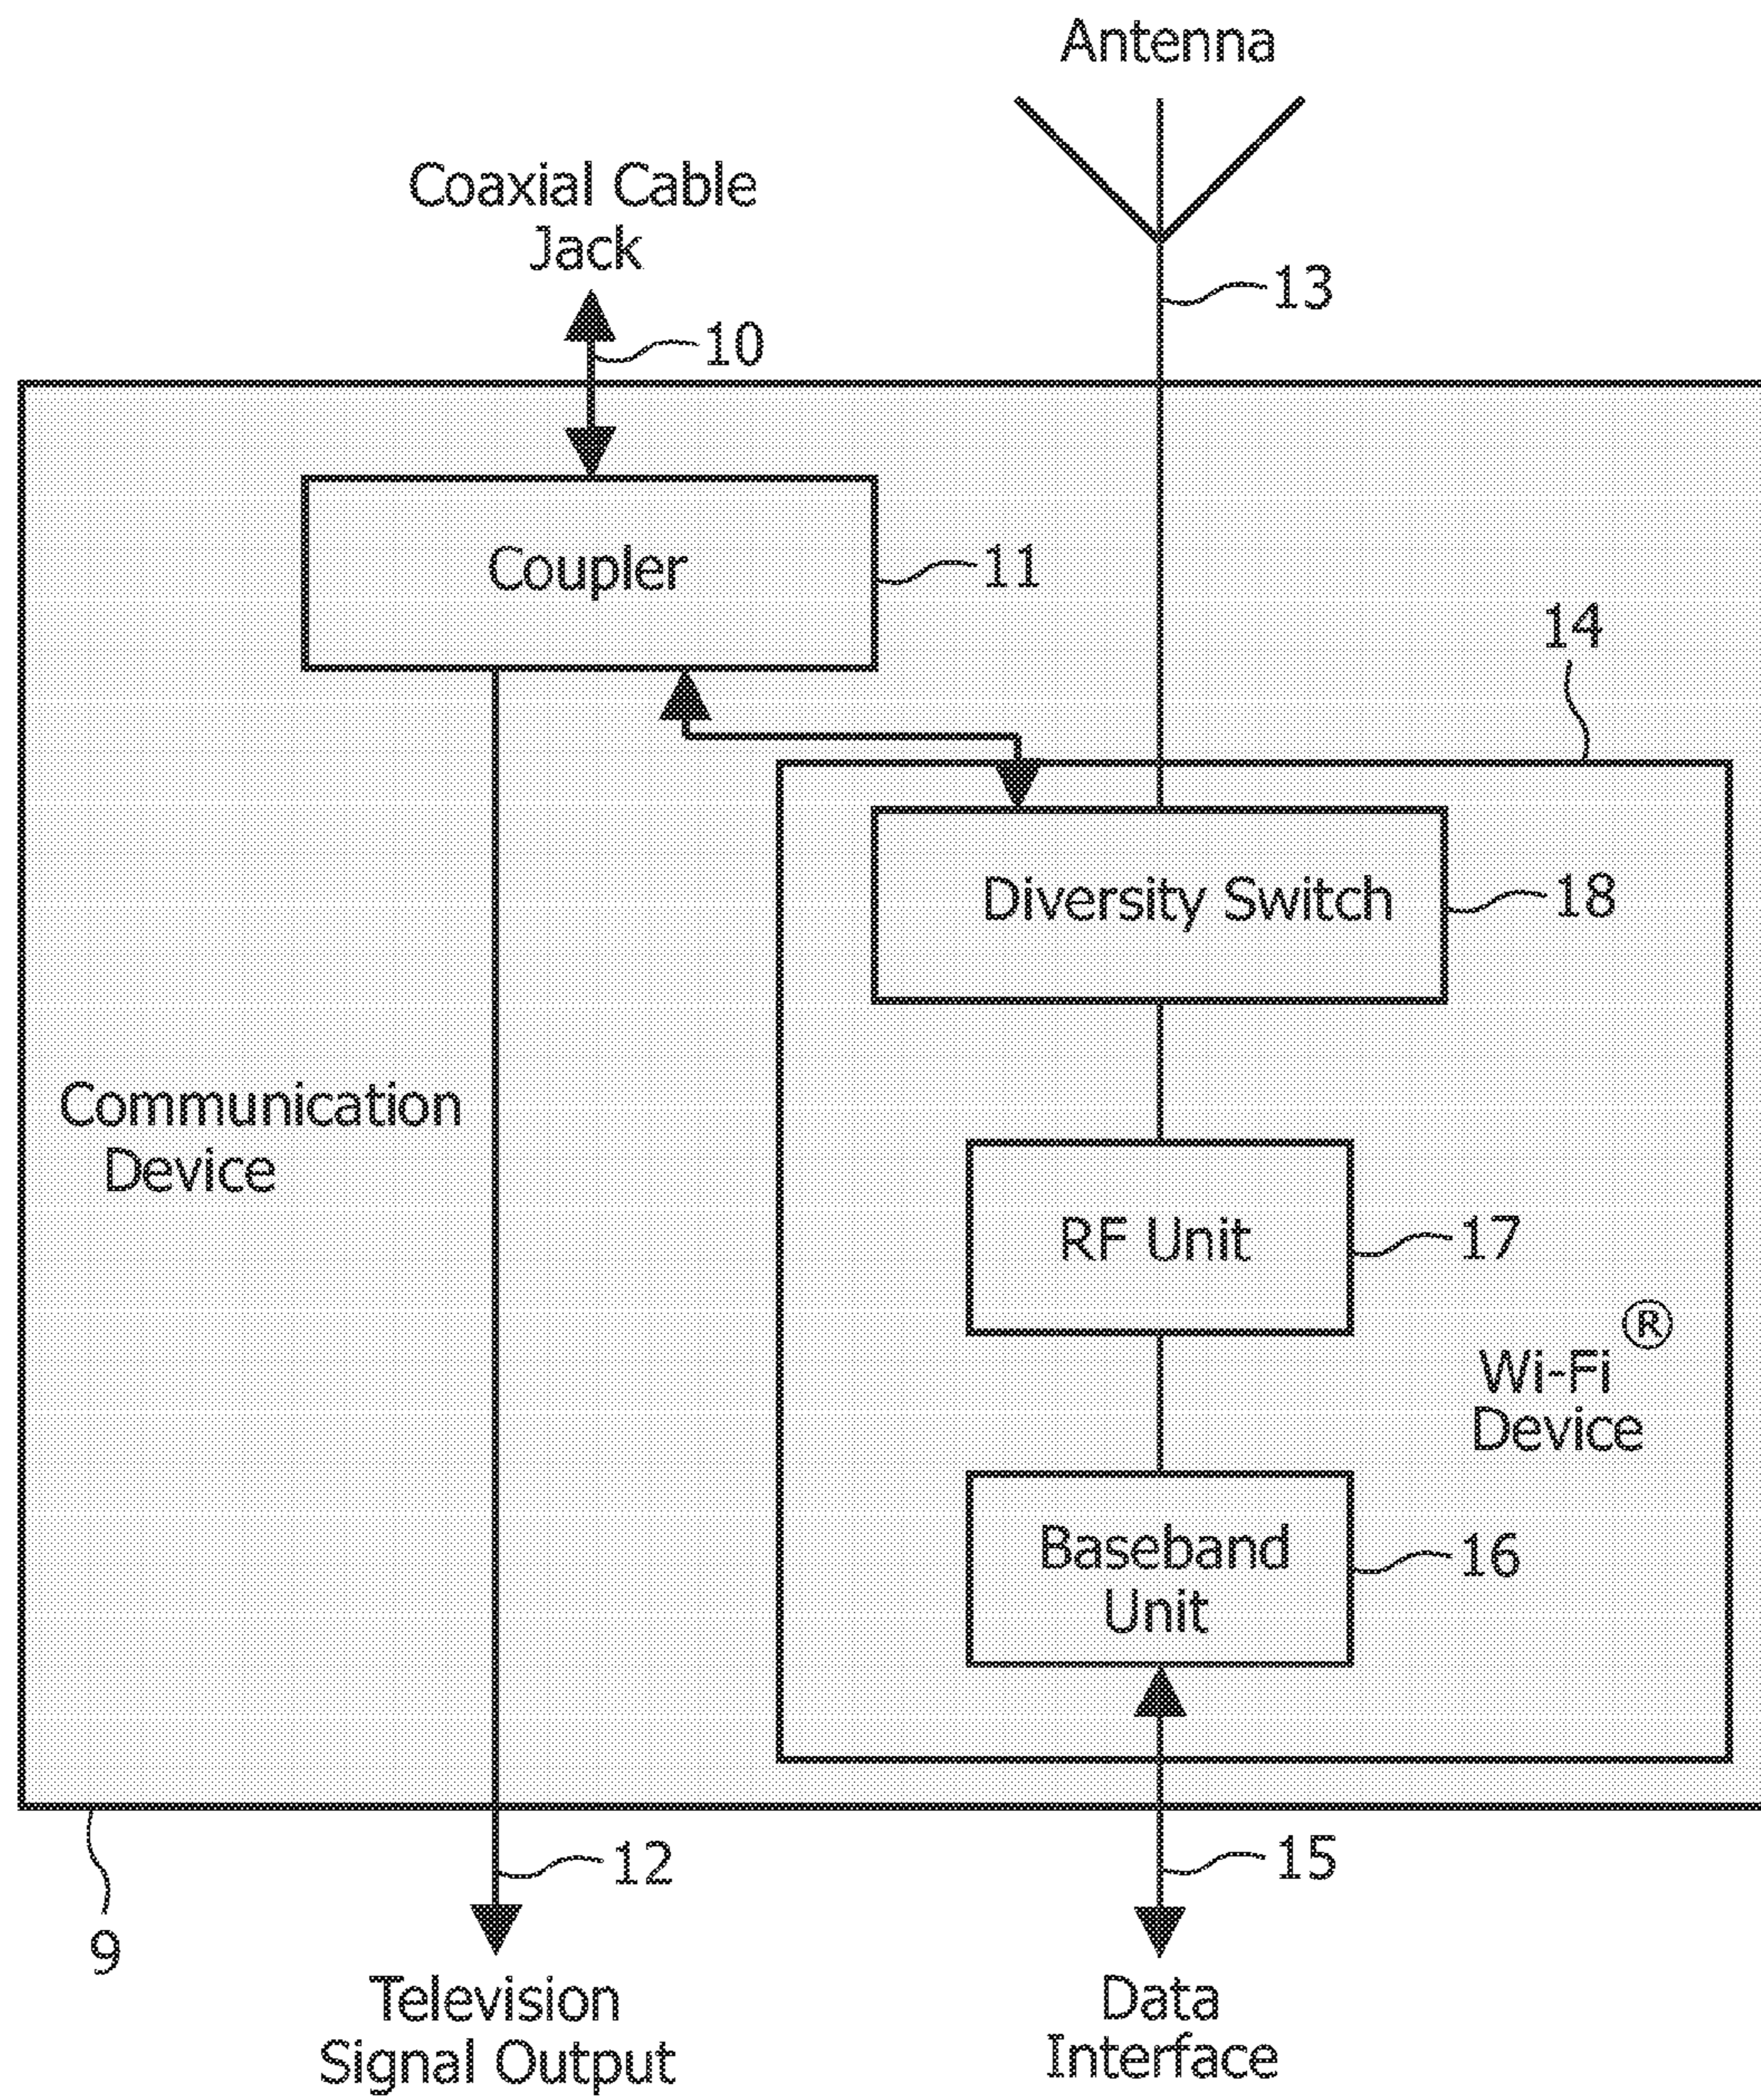 Antenna
Coaxial Cable
Jack
13
10
Coupler
11
14
Diversity Switch
18
Communication
Device
RF Unit
17
Wi-Fi®
Device
Baseband
Unit
16
12
15
9
Television
Signal Output
Data
Interface